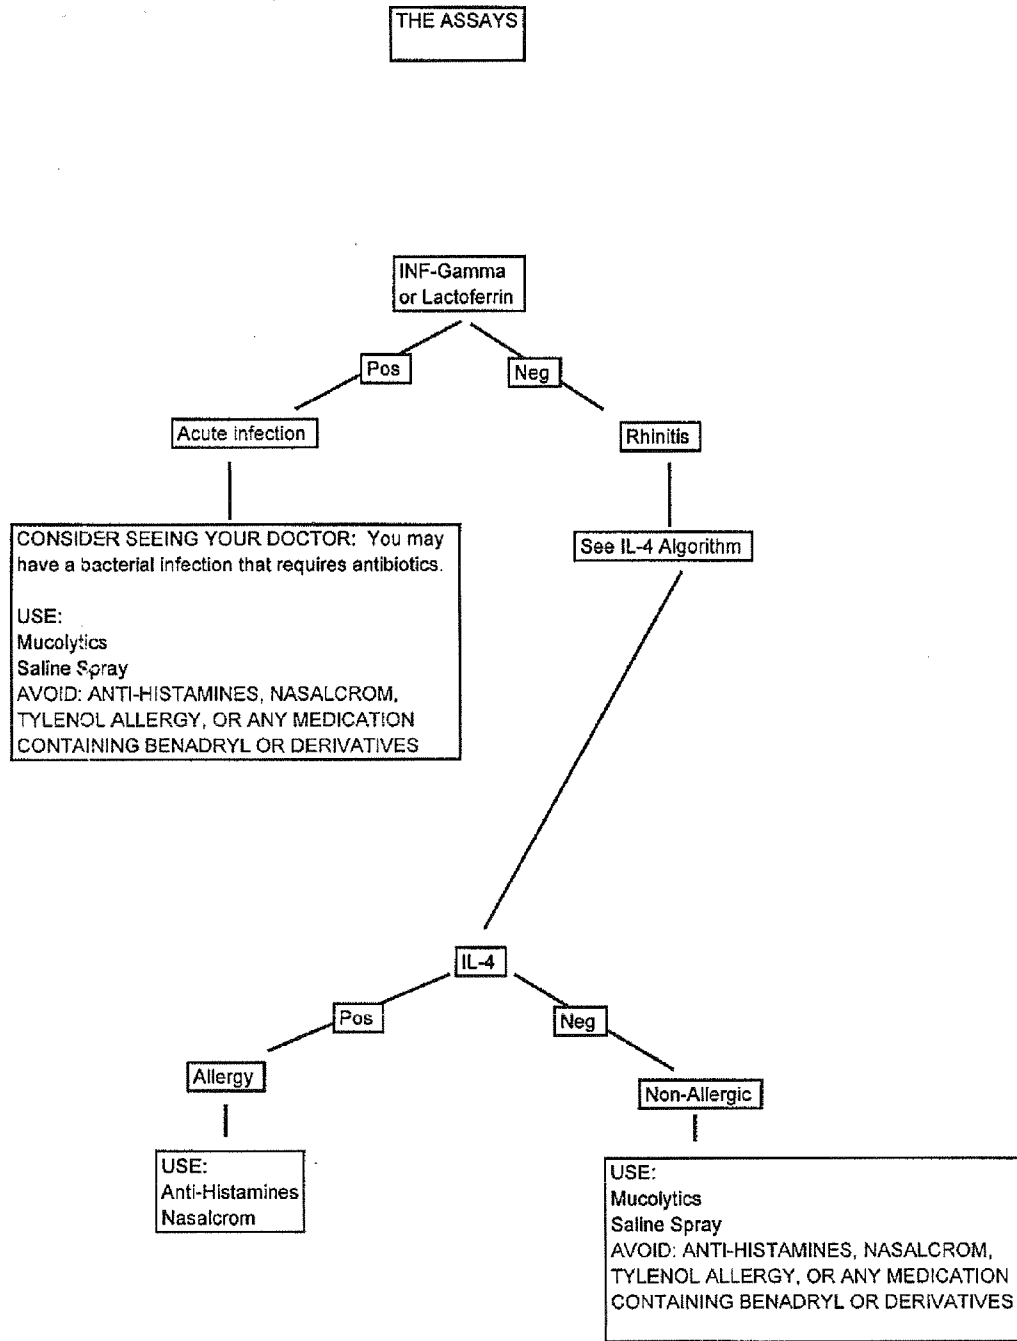 THE ASSAYS
INF-Gamma
or Lactoferrin
Pos
Neg
Acute infection
Rhinitis
CONSIDER SEEING YOUR DOCTOR: You may
have a bacterial infection that requires antibiotics.
USE:
Mucolytics
Saline Spray
AVOID: ANTI-HISTAMINES, NASALCROM,
TYLENOL ALLERGY, OR ANY MEDICATION
CONTAINING BENADRYL OR DERIVATIVES
See IL-4 Algorithm
IL-4
Pos
Neg
Allergy
Non-Allergic
USE:
Anti-Histamines
Nasalcrom
USE:
Mucolytics
Saline Spray
AVOID: ANTI-HISTAMINES, NASALCROM,
TYLENOL ALLERGY, OR ANY MEDICATION
CONTAINING BENADRYL OR DERIVATIVES